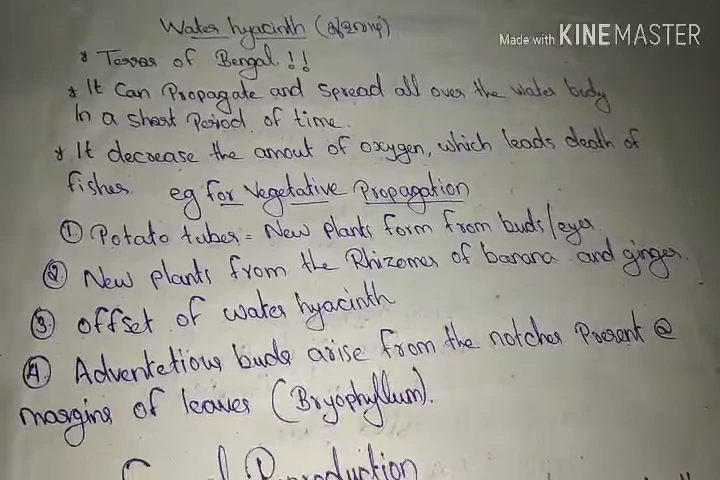 Made with KINEMASTER
Water hyacinth
* Terror of Bengal!!
* It Can Propagate and Spread all over the water body
In a short Period of time.
* It decrease the amout of oxygen, which leads death of
fishes. eg for Vegetative Propagation
① Potato tuber = New plants form from buds/eyes
② New plants from the Rhizomes of banana and ginger.
③ Offset of water hyacinth
④ Adventetious buds arise from the notches Present @
margins of leaves (Bryophyllum).
Reproduction